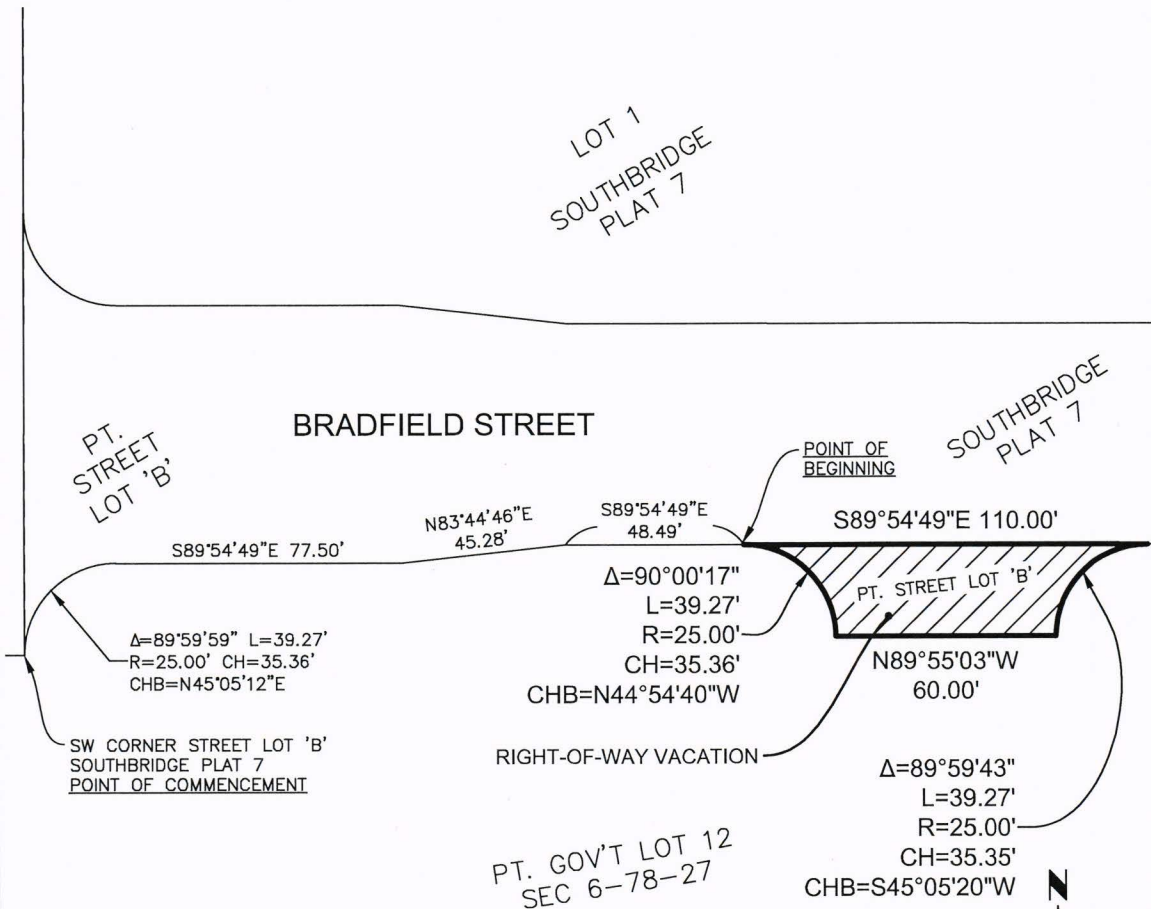 LOT 1
SOUTHBRIDGE
PLAT 7
PT.
STREET
LOT 'B'
BRADFIELD STREET
SOUTHBRIDGE
PLAT 7
POINT OF
BEGINNING
S89°54'49"E 77.50'
N83°44'46"E
45.28'
S89°54'49"E
48.49'
S89°54'49"E 110.00'
PT. STREET LOT 'B'
Δ=89°59'59" L=39.27'
R=25.00' CH=35.36'
CHB=N45°05'12"E
Δ=90°00'17"
L=39.27'
R=25.00'
CH=35.36'
CHB=N44°54'40"W
N89°55'03"W
60.00'
SW CORNER STREET LOT 'B'
SOUTHBRIDGE PLAT 7
POINT OF COMMENCEMENT
RIGHT-OF-WAY VACATION
Δ=89°59'43"
L=39.27'
R=25.00'
CH=35.35'
CHB=S45°05'20"W
PT. GOV'T LOT 12
SEC 6-78-27
N